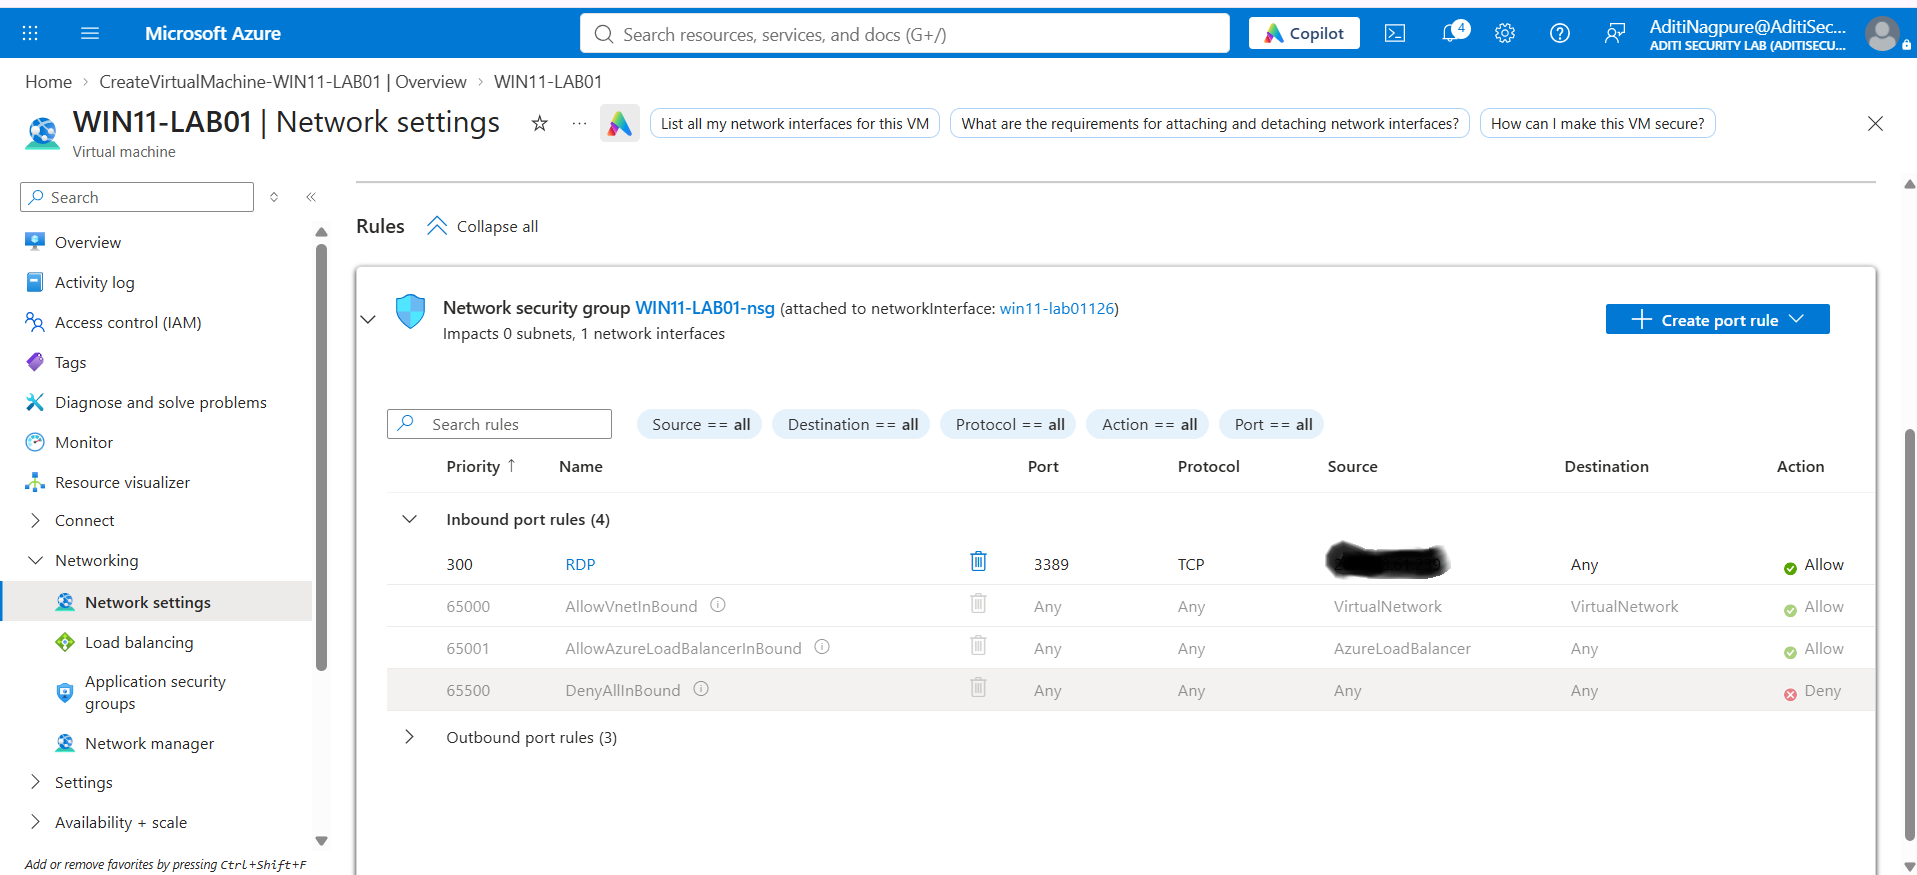 Microsoft Azure
Search resources, services, and docs (G+/)
Copilot
4
AditiNagpure@AditiSec...
ADITI SECURITY LAB (ADITISECU...
Home > CreateVirtualMachine-WIN11-LAB01 | Overview > WIN11-LAB01
WIN11-LAB01 | Network settings
Virtual machine
List all my network interfaces for this VM
What are the requirements for attaching and detaching network interfaces?
How can I make this VM secure?
Search
Overview
Activity log
Access control (IAM)
Tags
Diagnose and solve problems
Monitor
Resource visualizer
Connect
Networking
Network settings
Load balancing
Application security
groups
Network manager
Settings
Availability + scale
Add or remove favorites by pressing Ctrl+Shift+F
Rules
Collapse all
Network security group WIN11-LAB01-nsg (attached to networkInterface: win11-lab01126)
Impacts 0 subnets, 1 network interfaces
Create port rule
Search rules
Source == all
Destination == all
Protocol == all
Action == all
Port == all
Priority ↑ Name Port Protocol Source Destination Action
Inbound port rules (4)
300 RDP 3389 TCP Any Allow
65000 AllowVnetInBound Any Any VirtualNetwork VirtualNetwork Allow
65001 AllowAzureLoadBalancerInBound Any Any AzureLoadBalancer Any Allow
65500 DenyAllInBound Any Any Any Any Deny
Outbound port rules (3)